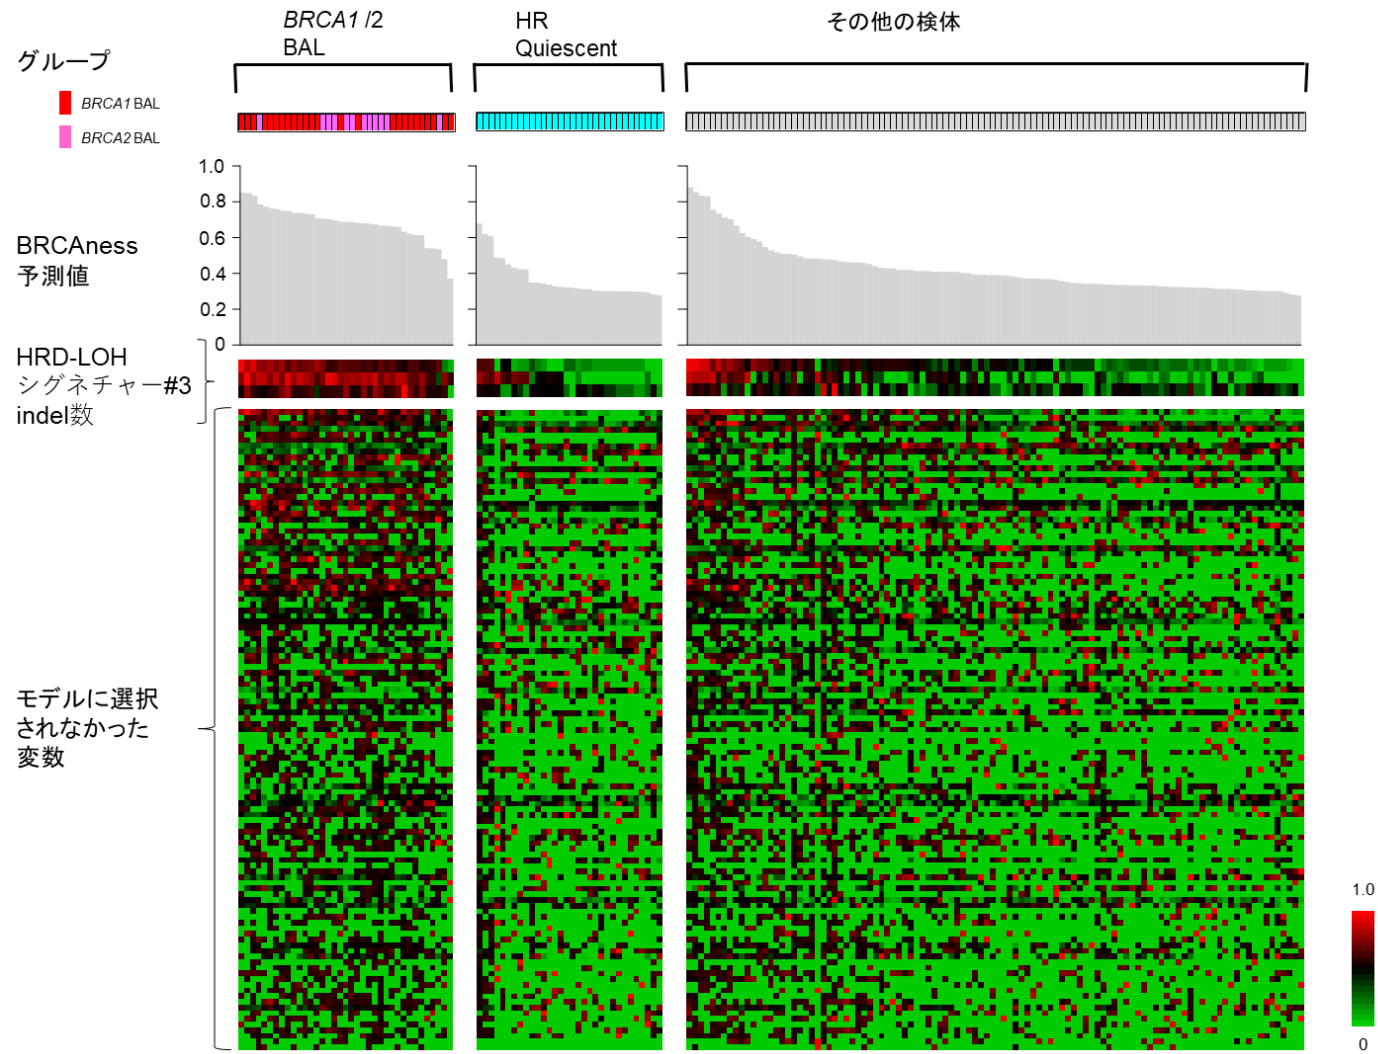 BRCA1 /2
BAL
HR
Quiescent
その他の検体
グループ
BRCA1 BAL
BRCA2 BAL
1.0
0.8
0.6
0.4
0.2
0
BRCAness
予測値
HRD-LOH
シグネチャー#3
indel数
モデルに選択
されなかった
変数
1.0
0